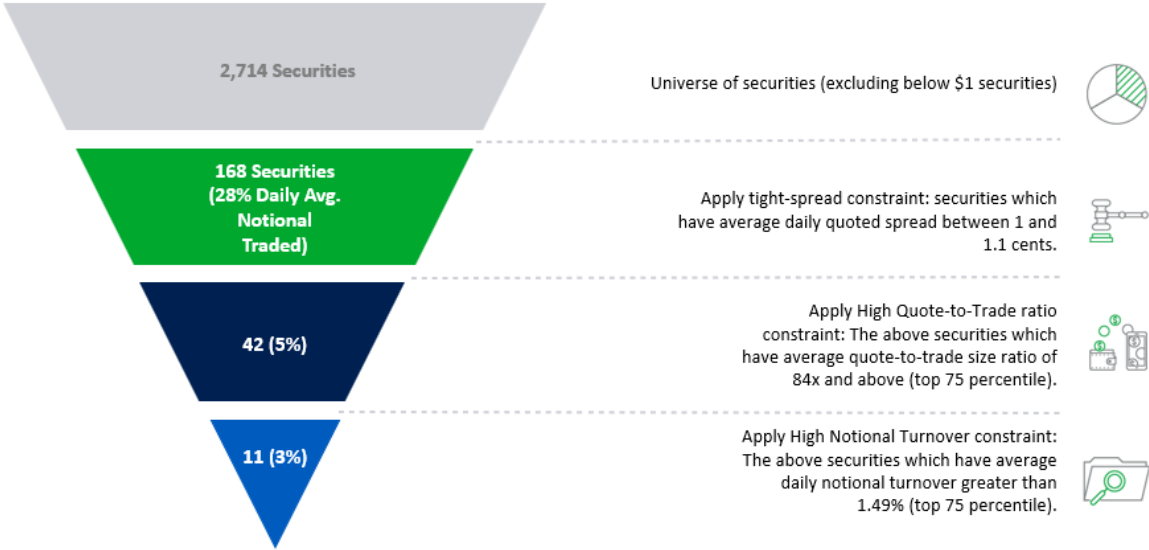 2,714 Securities
Universe of securities (excluding below $1 securities)
168 Securities
(28% Daily Avg.
Notional
Traded)
Apply tight-spread constraint: securities which
have average daily quoted spread between 1 and
1.1 cents.
42 (5%)
Apply High Quote-to-Trade ratio
constraint: The above securities which
have average quote-to-trade size ratio of
84x and above (top 75 percentile).
11 (3%)
Apply High Notional Turnover constraint:
The above securities which have average
daily notional turnover greater than
1.49% (top 75 percentile).